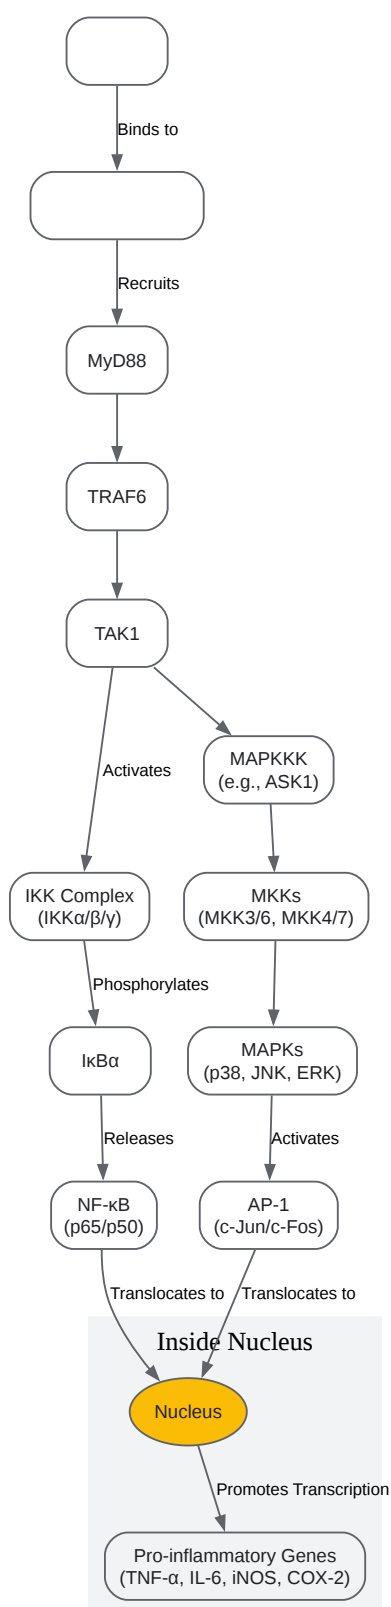 Binds to
Recruits
MyD88
TRAF6
TAK1
Activates
MAPKKK
(e.g., ASK1)
IKK Complex
(IKKα/β/γ)
MKKs
(MKK3/6, MKK4/7)
Phosphorylates
IκBα
MAPKs
(p38, JNK, ERK)
Releases
Activates
NF-κB
(p65/p50)
AP-1
(c-Jun/c-Fos)
Translocates to
Translocates to
Inside Nucleus
Nucleus
Promotes Transcription
Pro-inflammatory Genes
(TNF-α, IL-6, iNOS, COX-2)